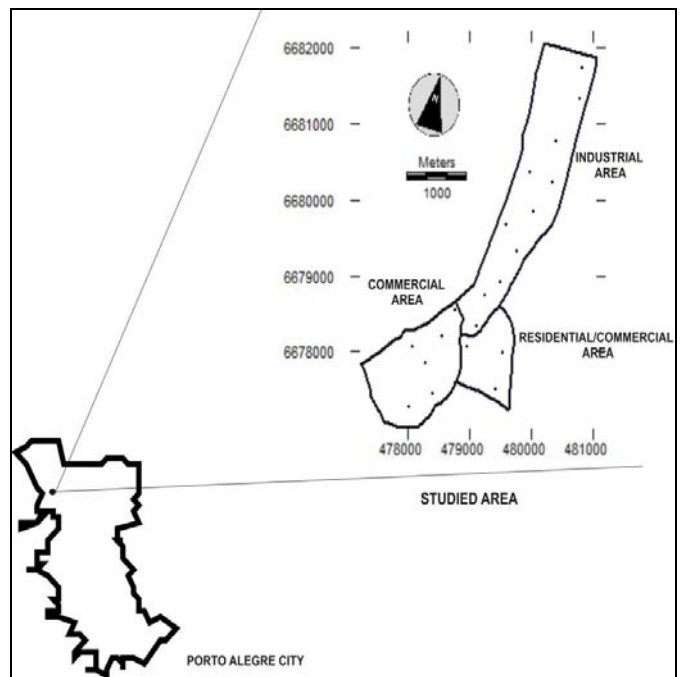 6682000
N
6681000
Meters
1000
INDUSTRIAL
AREA
6680000
6679000
COMMERCIAL
AREA
RESIDENTIAL/COMMERCIAL
AREA
6678000
478000 479000 480000 481000
STUDIED AREA
PORTO ALEGRE CITY